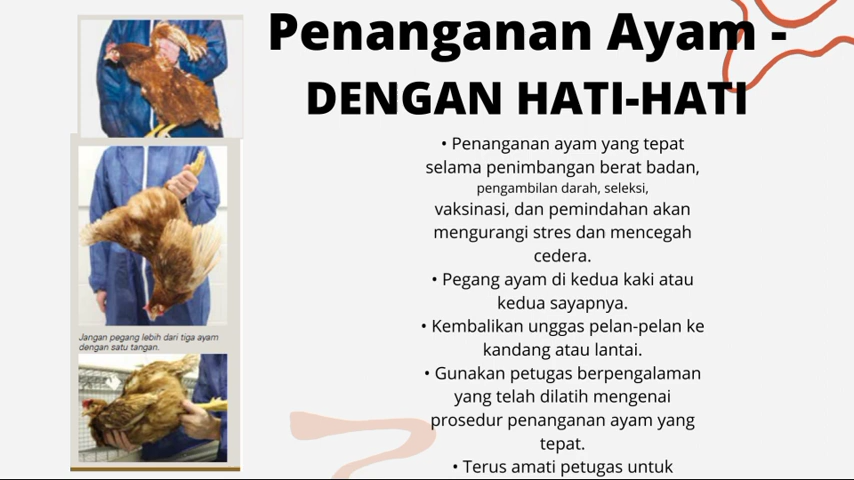 Penanganan Ayam -
DENGAN HATI-HATI
• Penanganan ayam yang tepat
selama penimbangan berat badan,
pengambilan darah, seleksi,
vaksinasi, dan pemindahan akan
mengurangi stres dan mencegah
cedera.
• Pegang ayam di kedua kaki atau
kedua sayapnya.
• Kembalikan unggas pelan-pelan ke
kandang atau lantai.
• Gunakan petugas berpengalaman
yang telah dilatih mengenai
prosedur penanganan ayam yang
tepat.
• Terus amati petugas untuk
Jangan pegang lebih dari tiga ayam
dengan satu tangan.